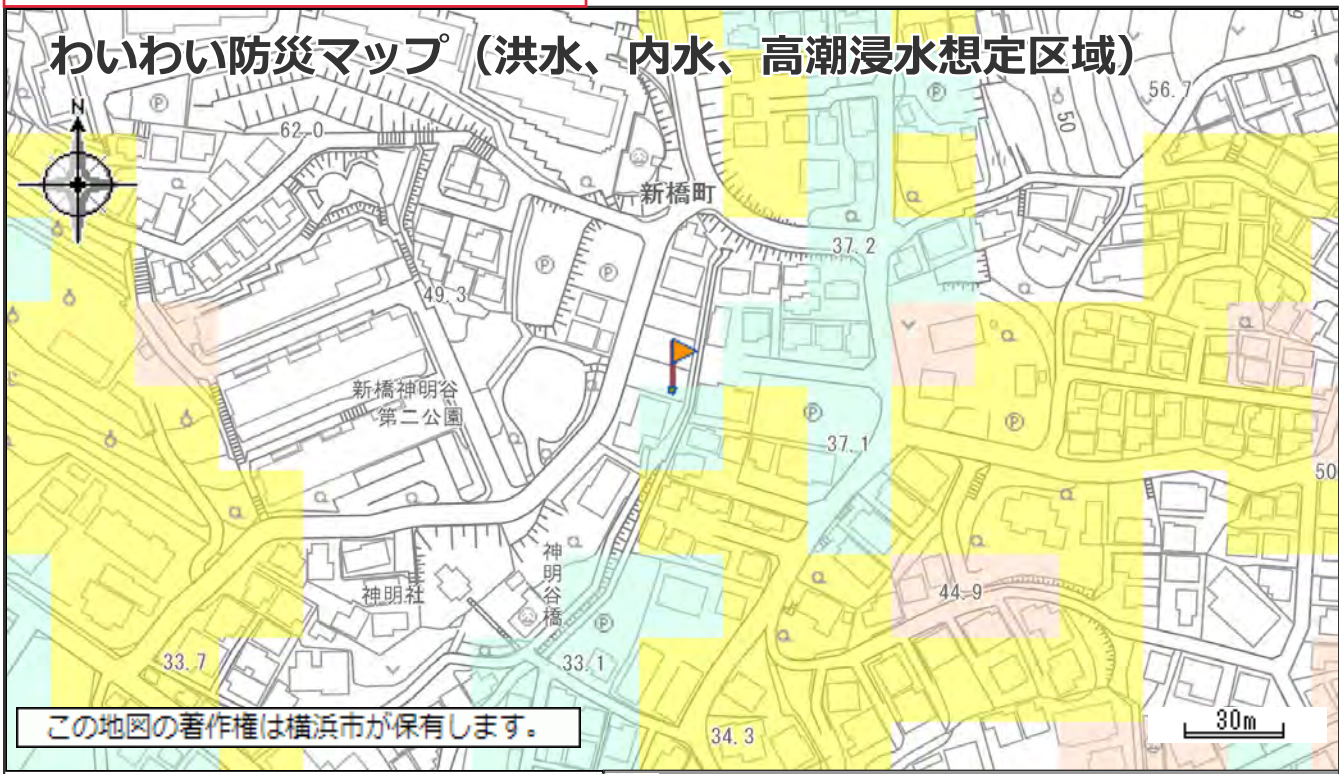 わいわい防災マップ（洪水、内水、高潮浸水想定区域）
N
62.0
56.7
50
新橋町
37.2
49.3
新橋神明谷
第二公園
37.1
50
神明谷橋
神明社
44.9
33.7
33.1
34.3
この地図の著作権は横浜市が保有します。
30m